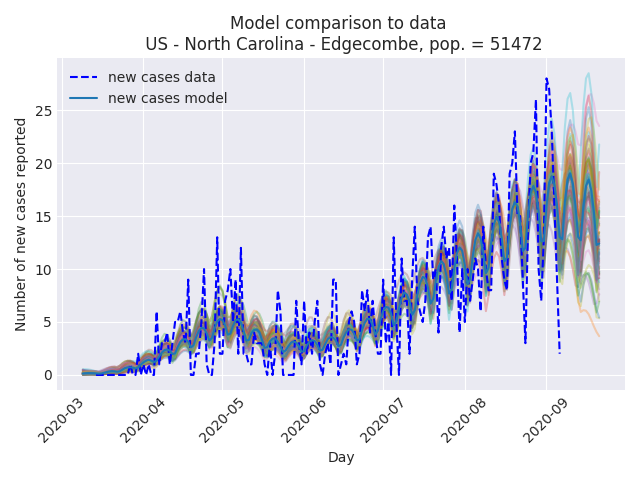 Model comparison to data
US - North Carolina - Edgecombe, pop. = 51472
new cases data
new cases model
Number of new cases reported
25
20
15
10
5
0
2020-03
2020-04
2020-05
2020-06
2020-07
2020-08
2020-09
Day